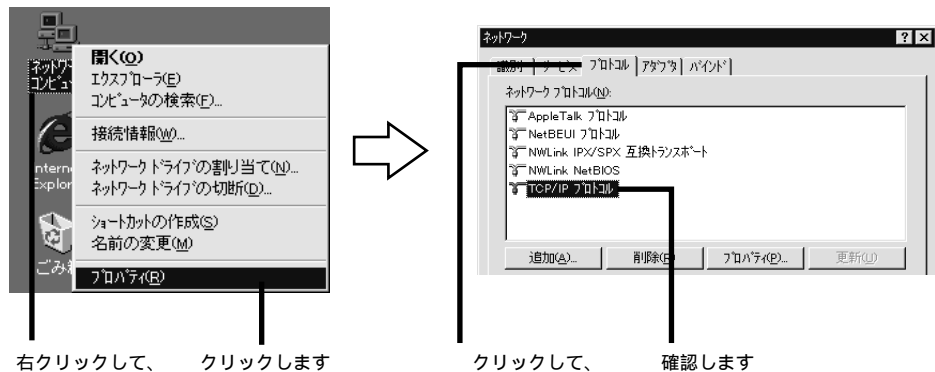 ネットワー
コンピュ
開く(O)
エクスプローラ(E)
コンピュータの検索(F)...
接続情報(W)...
ネットワーク ドライブの割り当て(N)...
ネットワーク ドライブの切断(D)...
ショートカットの作成(S)
名前の変更(M)
プロパティ(R)
Explor
ごみ
右クリックして、
クリックします
ネットワーク
識別 サービス プロトコル アダプタ バインド
ネットワーク プロトコル(N):
AppleTalk プロトコル
NetBEUI プロトコル
NWLink IPX/SPX 互換トランスポート
NWLink NetBIOS
TCP/IP プロトコル
追加(A)... 削除(R) プロパティ(P)... 更新(U)
クリックして、
確認します